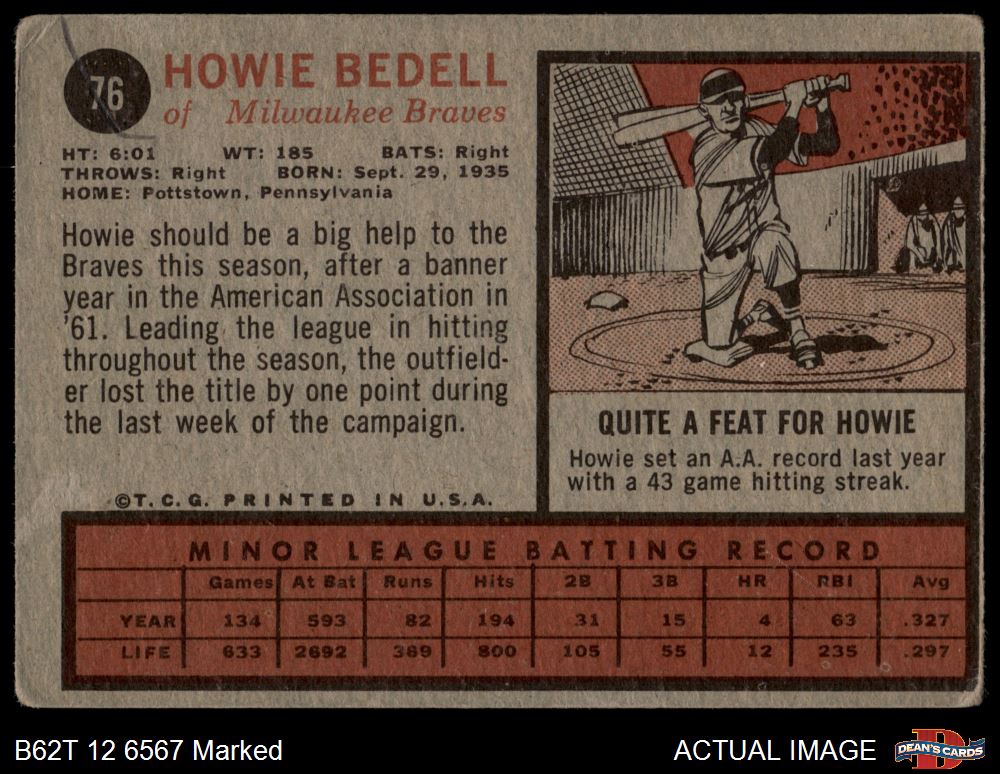 76
HOWIE BEDELL
of Milwaukee Braves
HT: 6:01 WT: 185 BATS: Right
THROWS: Right BORN: Sept. 29, 1935
HOME: Pottstown, Pennsylvania
Howie should be a big help to the
Braves this season, after a banner
year in the American Association in
'61. Leading the league in hitting
throughout the season, the outfield-
er lost the title by one point during
the last week of the campaign.
©T.C.G. PRINTED IN U.S.A.
QUITE A FEAT FOR HOWIE
Howie set an A.A. record last year
with a 43 game hitting streak.
MINOR LEAGUE BATTING RECORD
Games At Bat Runs Hits 2B 3B HR RBI Avg
YEAR 134 593 82 194 31 15 4 63 .327
LIFE 633 2692 389 800 105 55 12 235 .297
B62T 12 6567 Marked
ACTUAL IMAGE
D
DEAN'S CARDS